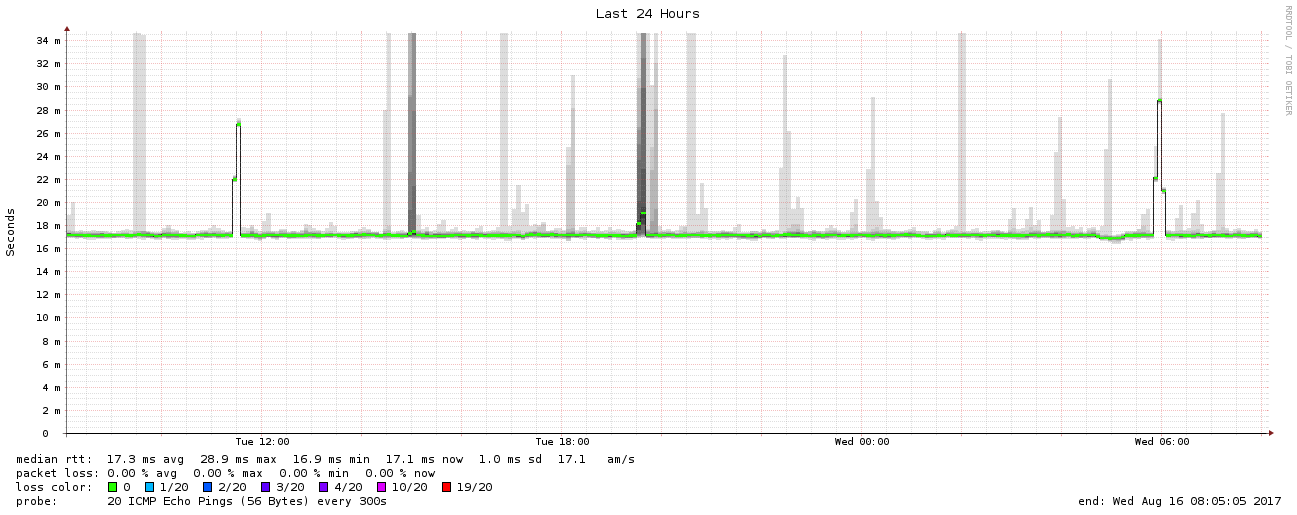 Last 24 Hours
RRDTOOL / TOBI OETIKER
Seconds
34 m
32 m
30 m
28 m
26 m
24 m
22 m
20 m
18 m
16 m
14 m
12 m
10 m
8 m
6 m
4 m
2 m
0
Tue 12:00 Tue 18:00 Wed 00:00 Wed 06:00
median rtt: 17.3 ms avg 28.9 ms max 16.9 ms min 17.1 ms now 1.0 ms sd 17.1 am/s
packet loss: 0.00 % avg 0.00 % max 0.00 % min 0.00 % now
loss color: 0 1/20 2/20 3/20 4/20 10/20 19/20
probe: 20 ICMP Echo Pings (56 Bytes) every 300s end: Wed Aug 16 08:05:05 2017